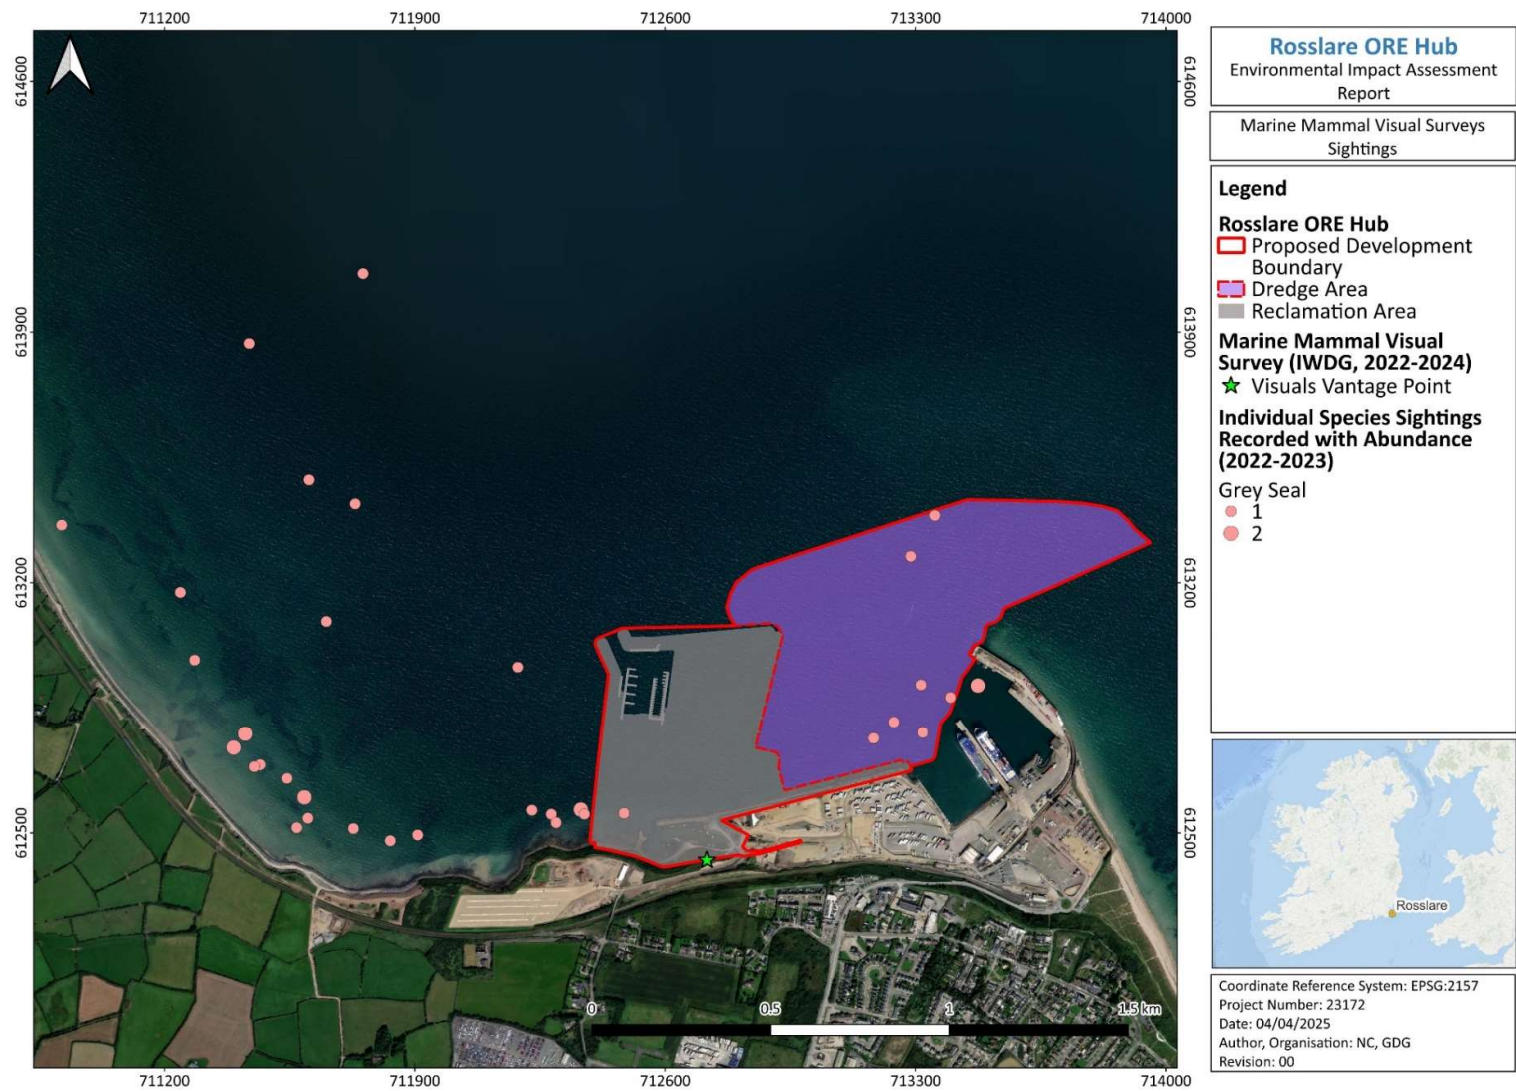 711200
711900
712600
713300
714000
614600
613900
613200
612500
614600
613900
613200
612500
0
0.5
1
1.5 km
711200
711900
712600
713300
714000
Rosslare ORE Hub
Environmental Impact Assessment
Report
Marine Mammal Visual Surveys
Sightings
Legend
Rosslare ORE Hub
Proposed Development
Boundary
Dredge Area
Reclamation Area
Marine Mammal Visual
Survey (IWDG, 2022-2024)
Visuals Vantage Point
Individual Species Sightings
Recorded with Abundance
(2022-2023)
Grey Seal
1
2
Rosslare
Coordinate Reference System: EPSG:2157
Project Number: 23172
Date: 04/04/2025
Author, Organisation: NC, GDG
Revision: 00